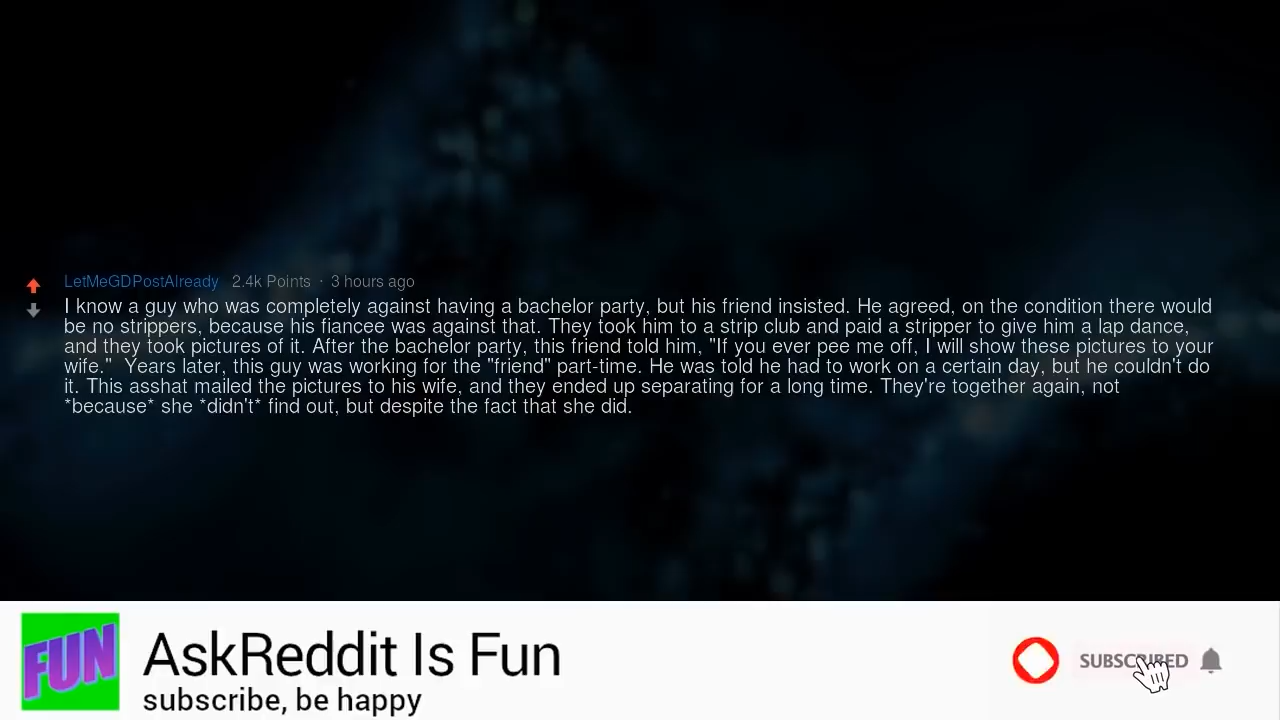 LetMeGDPostAlready 2.4k Points · 3 hours ago
I know a guy who was completely against having a bachelor party, but his friend insisted. He agreed, on the condition there would
be no strippers, because his fiancee was against that. They took him to a strip club and paid a stripper to give him a lap dance,
and they took pictures of it. After the bachelor party, this friend told him, "If you ever pee me off, I will show these pictures to your
wife."  Years later, this guy was working for the "friend" part-time. He was told he had to work on a certain day, but he couldn't do
it. This asshat mailed the pictures to his wife, and they ended up separating for a long time. They're together again, not
*because* she *didn't* find out, but despite the fact that she did.
FUN
AskReddit Is Fun
subscribe, be happy
SUBSCRIBED